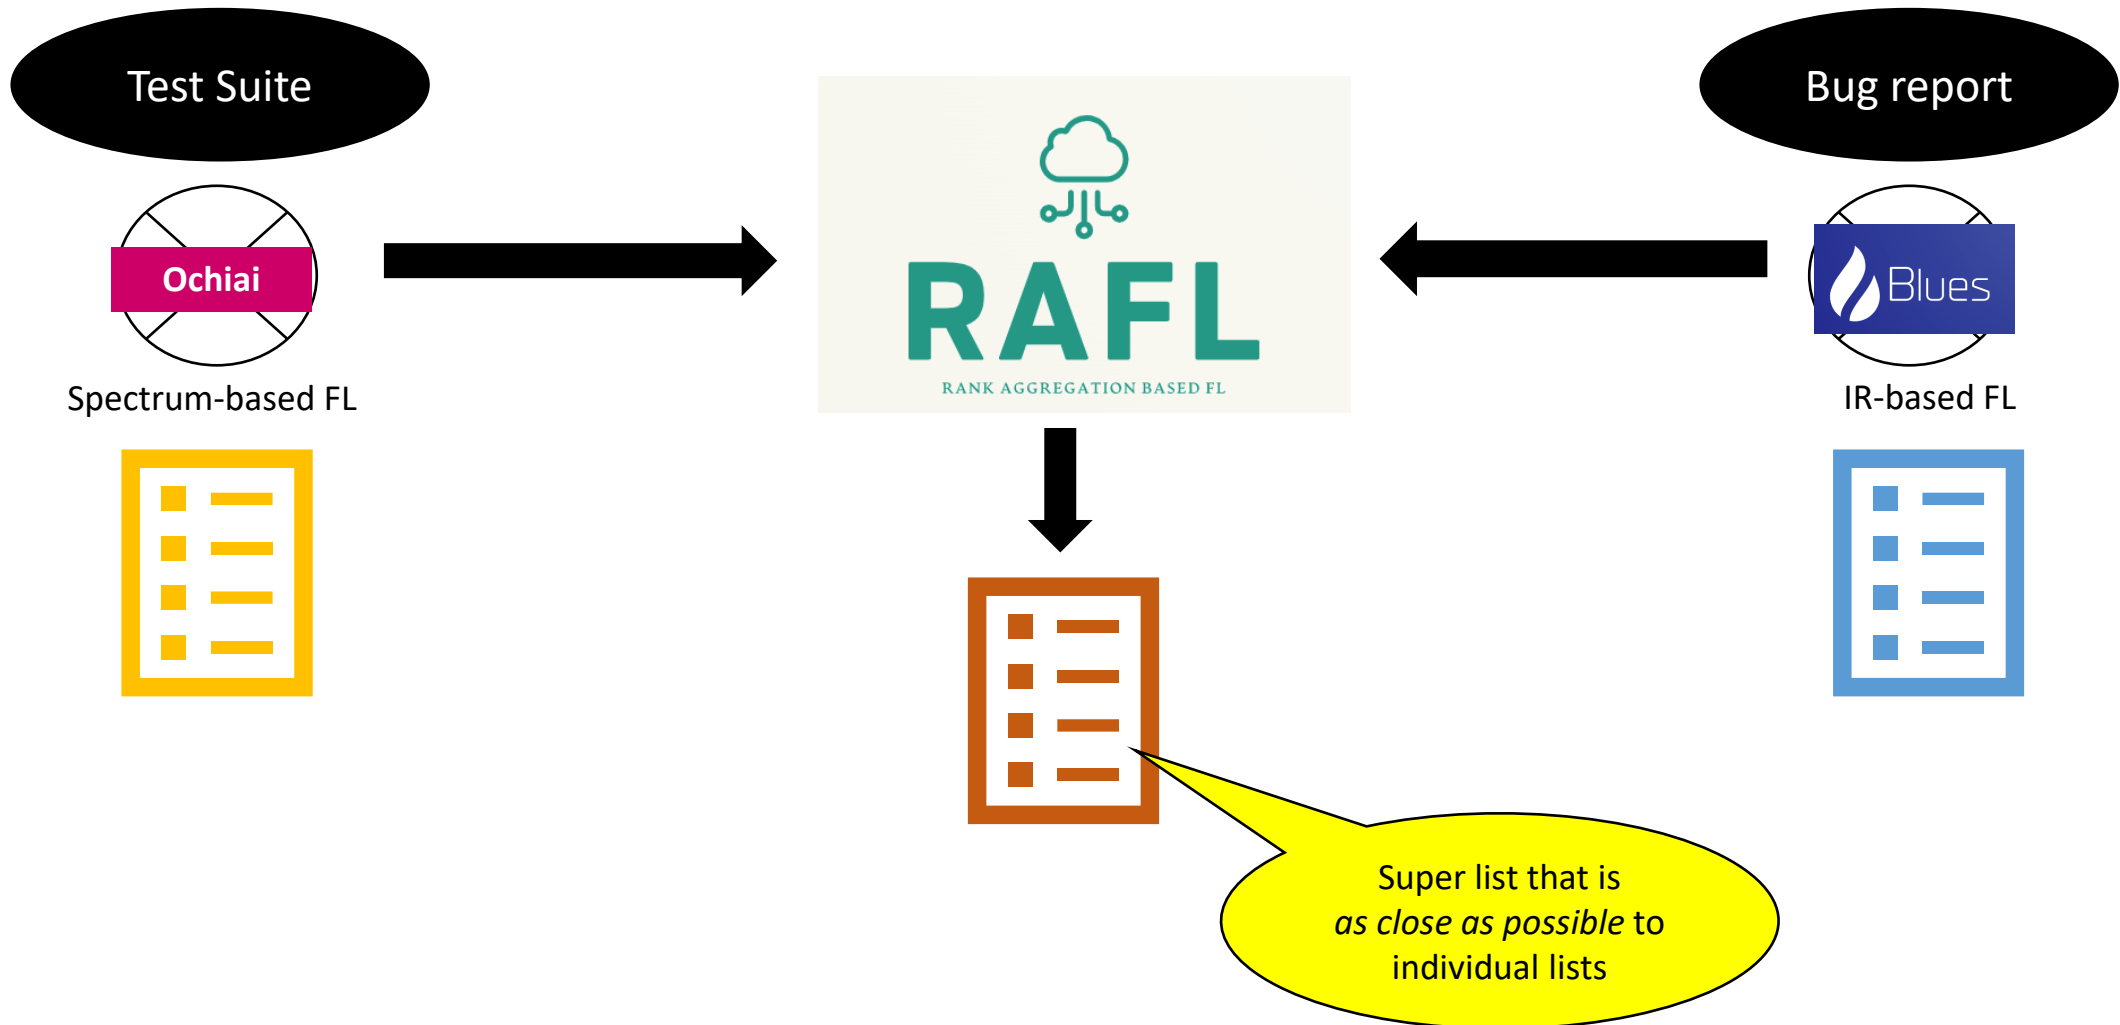 Test Suite
Ochiai
Spectrum-based FL
RAFL
RANK AGGREGATION BASED FL
Bug report
Blues
IR-based FL
Super list that is
as close as possible to
individual lists